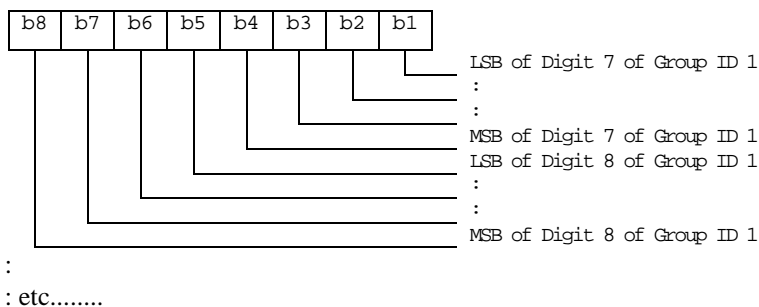 b8 b7 b6 b5 b4 b3 b2 b1
LSB of Digit 7 of Group ID 1
:
:
MSB of Digit 7 of Group ID 1
LSB of Digit 8 of Group ID 1
:
:
MSB of Digit 8 of Group ID 1
:
: etc........